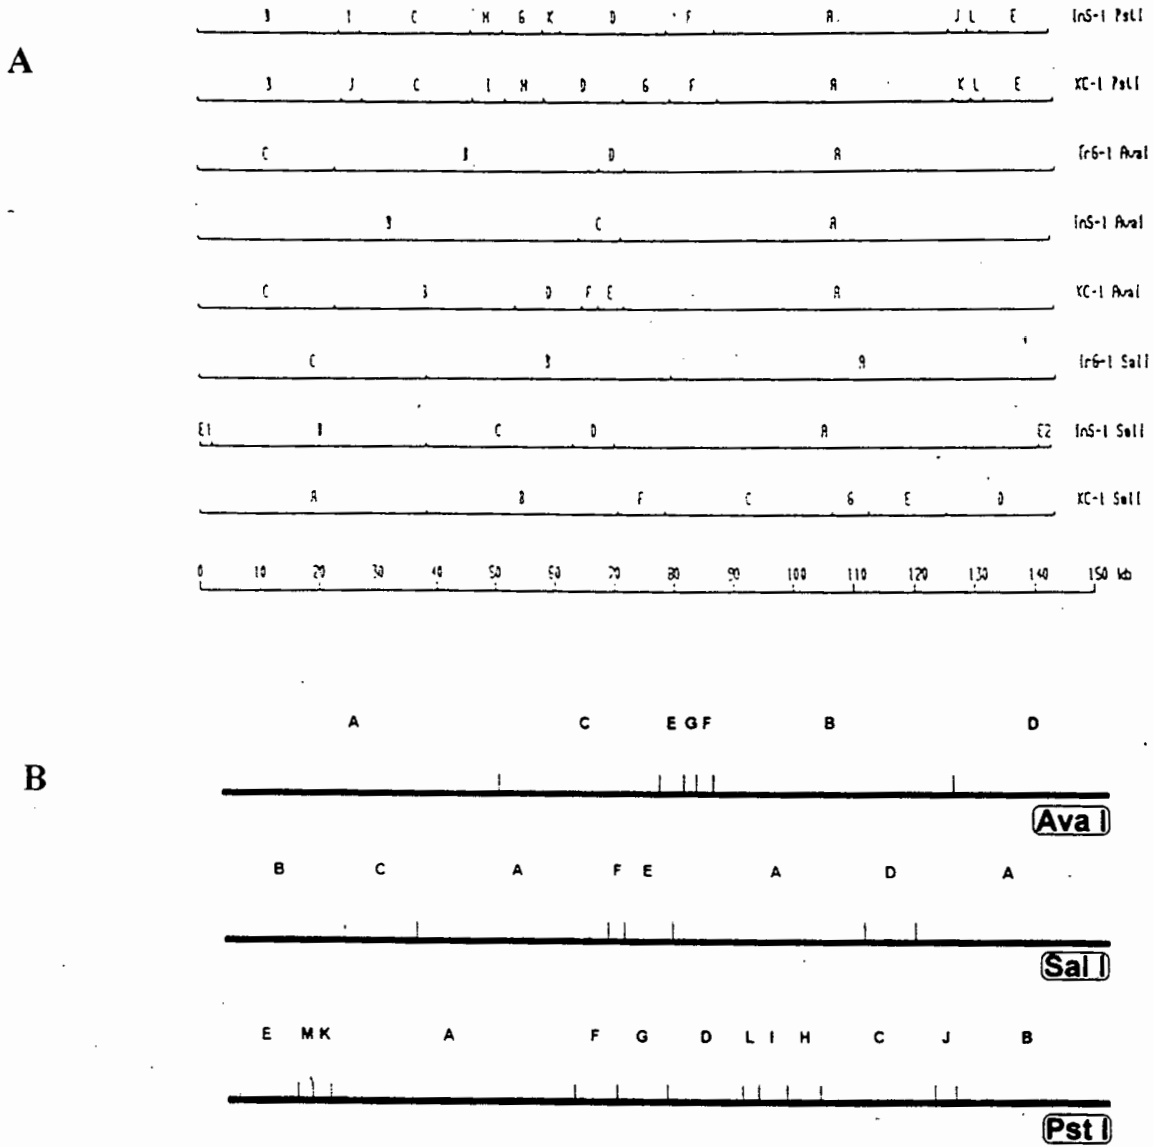 A
B I C H G K D F A J L E InS-1 PstI
B J C I H D G F A K L E XC-1 PstI
C B D A IrG-1 AvaI
B C A InS-1 AvaI
C B D F E A XC-1 AvaI
C B A IrG-1 SalI
E1 B C D A E2 InS-1 SalI
A B F C G E D XC-1 SalI
0 10 20 30 40 50 60 70 80 90 100 110 120 130 140 150 kb
B
A C E G F B D
Ava I
B C A F E A D A
Sal I
E M K A F G D L I H C J B
Pst I